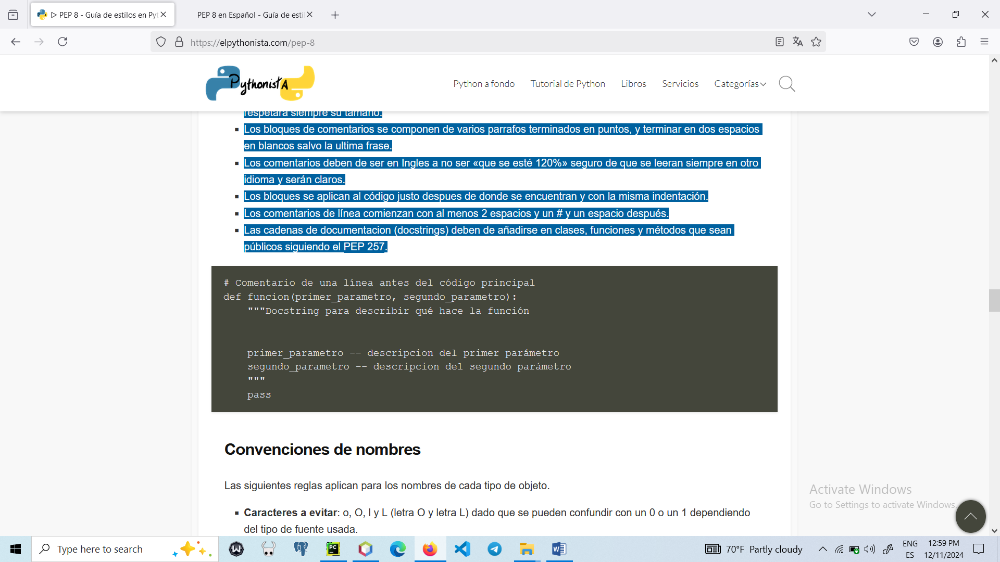 ▷ PEP 8 - Guía de estilos en Pyt
PEP 8 en Español - Guía de estil
https://elpythonista.com/pep-8
PythonistA
Python a fondo
Tutorial de Python
Libros
Servicios
Categorías
respetara siempre su tamaño.
Los bloques de comentarios se componen de varios parrafos terminados en puntos, y terminar en dos espacios
en blancos salvo la ultima frase.
Los comentarios deben de ser en Ingles a no ser «que se esté 120%» seguro de que se leeran siempre en otro
idioma y serán claros.
Los bloques se aplican al código justo despues de donde se encuentran y con la misma indentación.
Los comentarios de línea comienzan con al menos 2 espacios y un # y un espacio después.
Las cadenas de documentacion (docstrings) deben de añadirse en clases, funciones y métodos que sean
públicos siguiendo el PEP 257.
# Comentario de una línea antes del código principal
def funcion(primer_parametro, segundo_parametro):
    """Docstring para describir qué hace la función
    primer_parametro -- descripcion del primer parámetro
    segundo_parametro -- descripcion del segundo parámetro
    """
    pass
Convenciones de nombres
Las siguientes reglas aplican para los nombres de cada tipo de objeto.
Caracteres a evitar: o, O, l y L (letra O y letra L) dado que se pueden confundir con un 0 o un 1 dependiendo
del tipo de fuente usada.
Activate Windows
Go to Settings to activate Windows.
Type here to search
PC
70°F Partly cloudy
ENG
ES
12:59 PM
12/11/2024